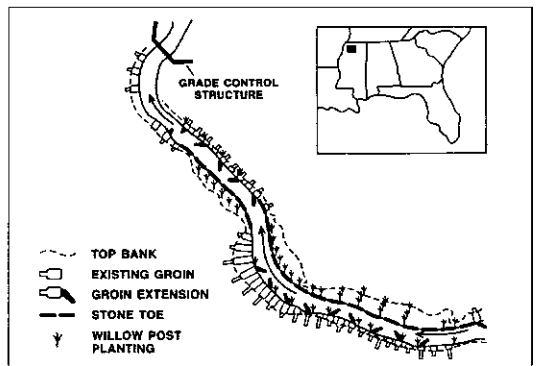 GRADE CONTROL
STRUCTURE
TOP BANK
EXISTING GROIN
GROIN EXTENSION
STONE TOE
WILLOW POST
PLANTING